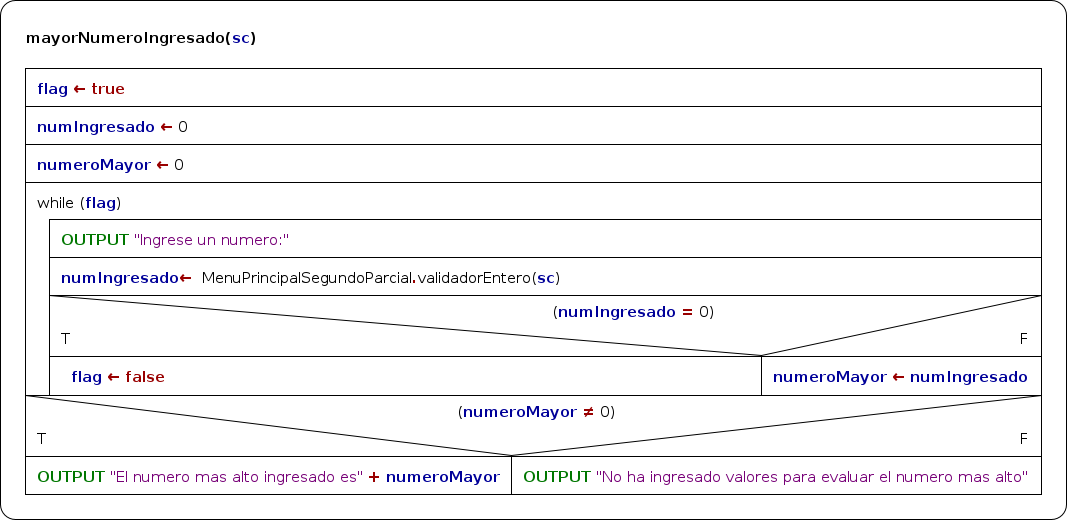 mayorNumeroIngresado(sc)
flag ← true
numIngresado ← 0
numeroMayor ← 0
while (flag)
OUTPUT "Ingrese un numero:"
numIngresado← MenuPrincipalSegundoParcial.validadorEntero(sc)
(numIngresado = 0)
T F
flag ← false numeroMayor ← numIngresado
(numeroMayor ≠ 0)
T F
OUTPUT "El numero mas alto ingresado es" + numeroMayor OUTPUT "No ha ingresado valores para evaluar el numero mas alto"